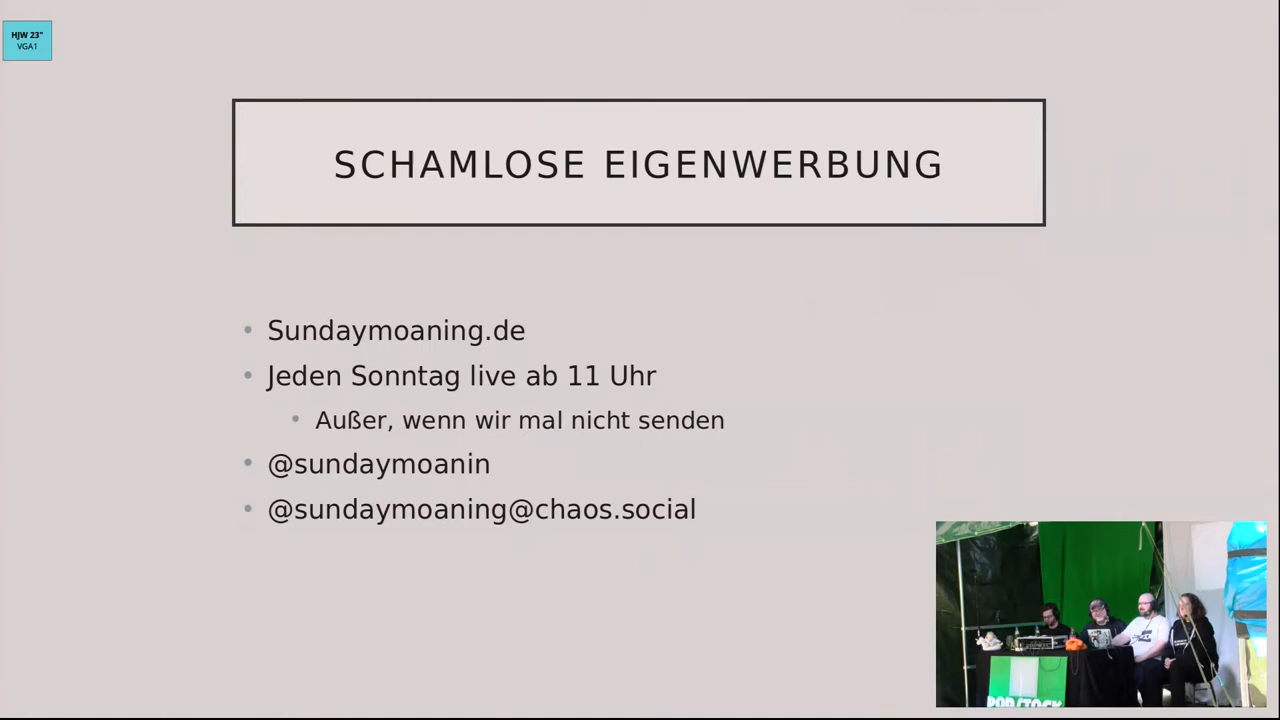 HJW 23"
VGA1
SCHAMLOSE EIGENWERBUNG
Sundaymoaning.de
Jeden Sonntag live ab 11 Uhr
Außer, wenn wir mal nicht senden
@sundaymoanin
@sundaymoaning@chaos.social
PODSTOCK